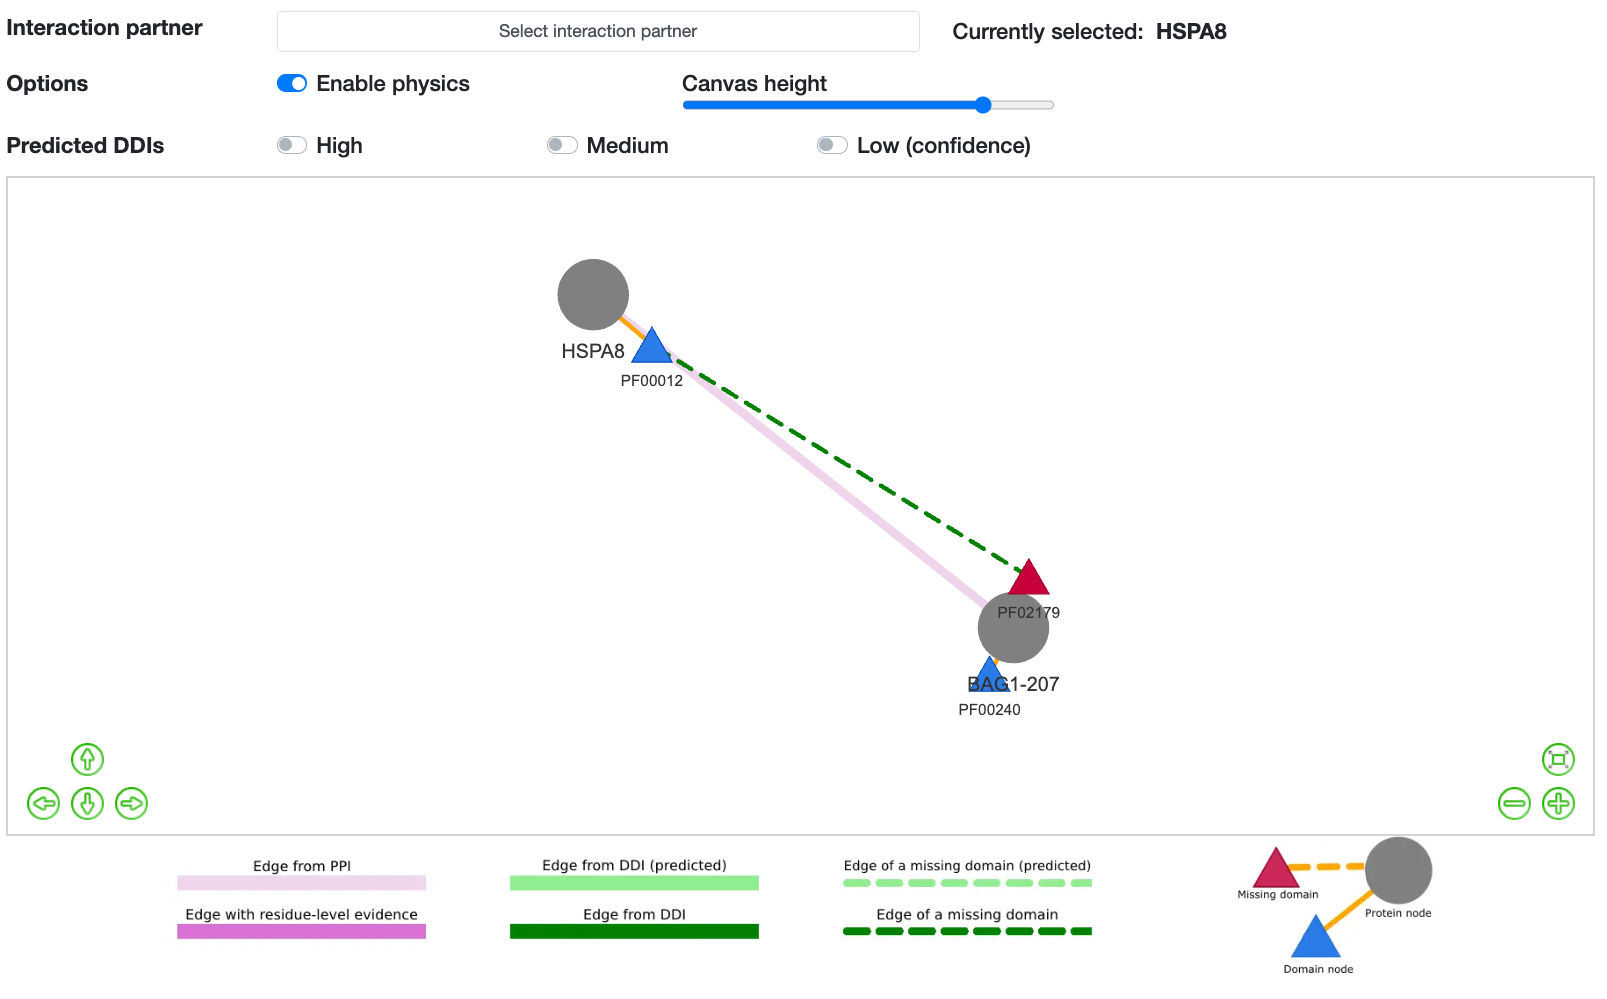 Interaction partner
Select interaction partner
Currently selected: HSPA8
Options
Enable physics
Canvas height
Predicted DDIs
High
Medium
Low (confidence)
HSPA8
PF00012
PF02179
BAG1-207
PF00240
Edge from PPI
Edge from DDI (predicted)
Edge of a missing domain (predicted)
Edge with residue-level evidence
Edge from DDI
Edge of a missing domain
Missing domain
Protein node
Domain node